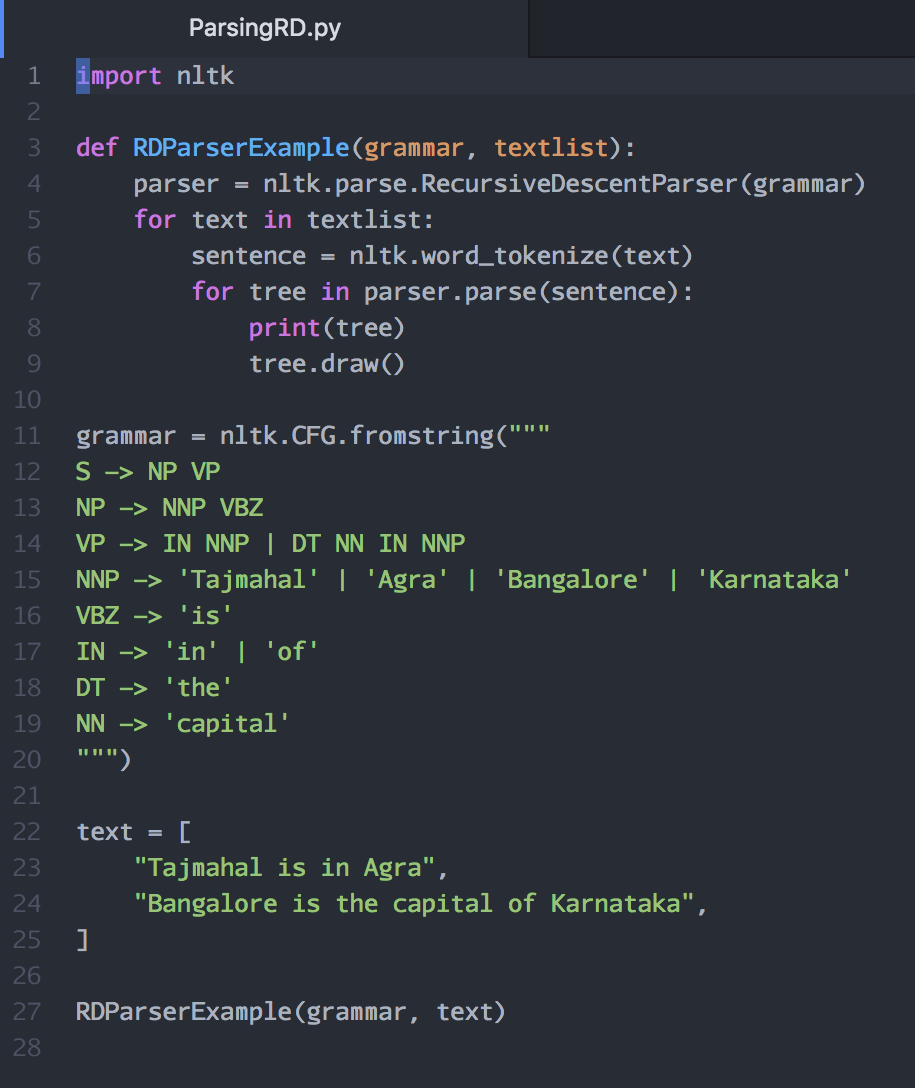 ParsingRD.py
1 import nltk
2
3 def RDParserExample(grammar, textlist):
4     parser = nltk.parse.RecursiveDescentParser(grammar)
5     for text in textlist:
6         sentence = nltk.word_tokenize(text)
7         for tree in parser.parse(sentence):
8             print(tree)
9             tree.draw()
10
11 grammar = nltk.CFG.fromstring("""
12 S -> NP VP
13 NP -> NNP VBZ
14 VP -> IN NNP | DT NN IN NNP
15 NNP -> 'Tajmahal' | 'Agra' | 'Bangalore' | 'Karnataka'
16 VBZ -> 'is'
17 IN -> 'in' | 'of'
18 DT -> 'the'
19 NN -> 'capital'
20 """)
21
22 text = [
23     "Tajmahal is in Agra",
24     "Bangalore is the capital of Karnataka",
25 ]
26
27 RDParserExample(grammar, text)
28